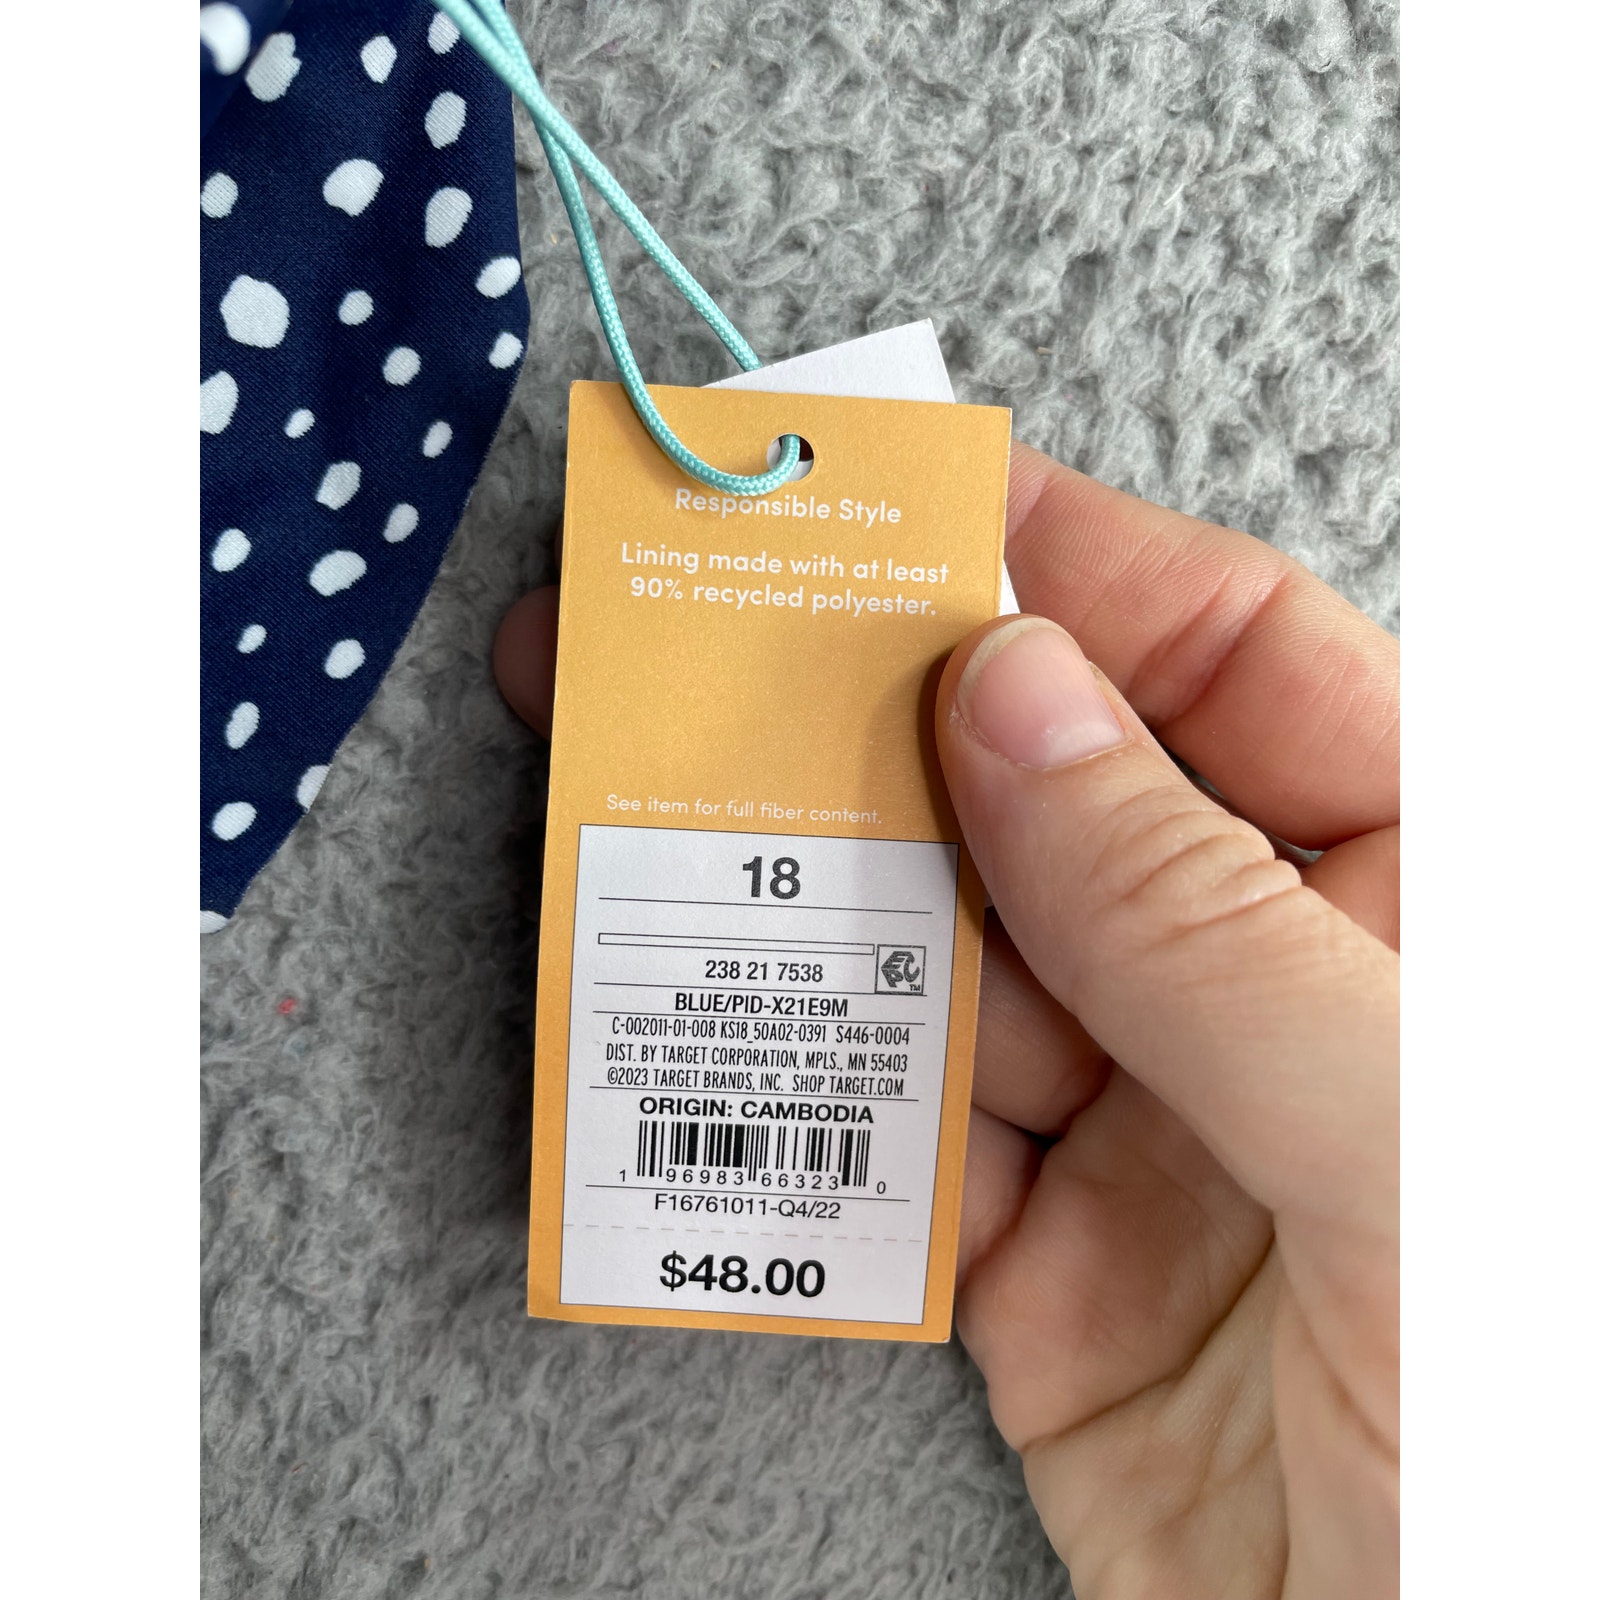 Responsible Style
Lining made with at least
90% recycled polyester.
See item for full fiber content.
18
238 21 7538
EPC TM
BLUE/PID-X21E9M
C-002011-01-008 KS18_50A02-0391 S446-0004
DIST. BY TARGET CORPORATION, MPLS., MN 55403
©2023 TARGET BRANDS, INC. SHOP TARGET.COM
ORIGIN: CAMBODIA
1 96983 66323 0
F16761011-Q4/22
$48.00